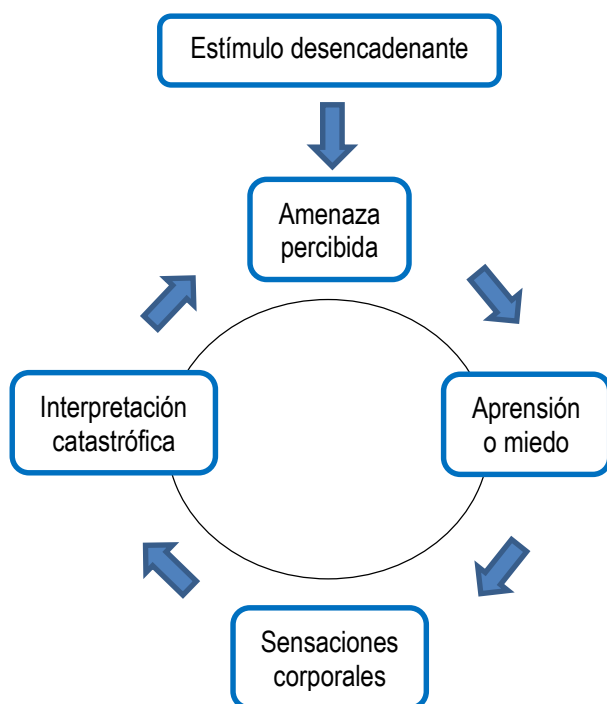 Estímulo desencadenante
Amenaza
percibida
Aprensión
o miedo
Sensaciones
corporales
Interpretación
catastrófica